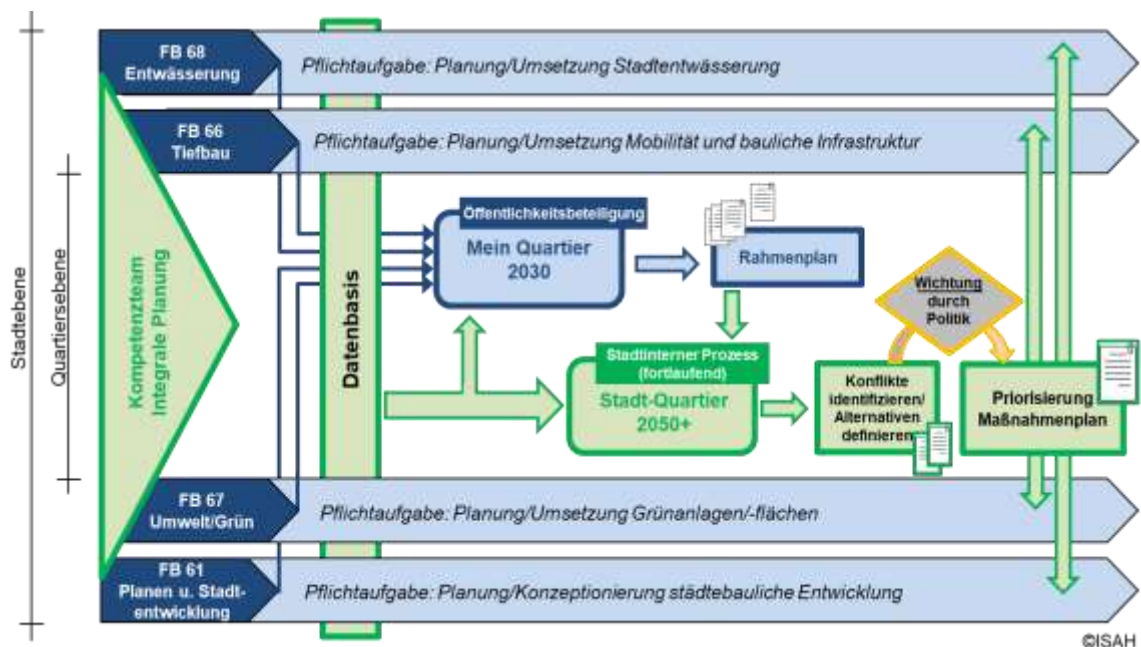 FB 68
Entwässerung
Pflichtaufgabe: Planung/Umsetzung Stadtentwässerung
FB 66
Tiefbau
Pflichtaufgabe: Planung/Umsetzung Mobilität und bauliche Infrastruktur
Stadtebene
Quartiersebene
Kompetenzteam
Integrale Planung
Datenbasis
Öffentlichkeitsbeteiligung
Mein Quartier
2030
Rahmenplan
Wichtung
durch
Politik
Stadtinterner Prozess
(fortlaufend)
Stadt-Quartier
2050+
Konflikte
identifizieren/
Alternativen
definieren
Priorisierung
Maßnahmenplan
FB 67
Umwelt/Grün
Pflichtaufgabe: Planung/Umsetzung Grünanlagen/-flächen
FB 61
Planen u. Stadt-
entwicklung
Pflichtaufgabe: Planung/Konzeptionierung städtebauliche Entwicklung
©ISAH